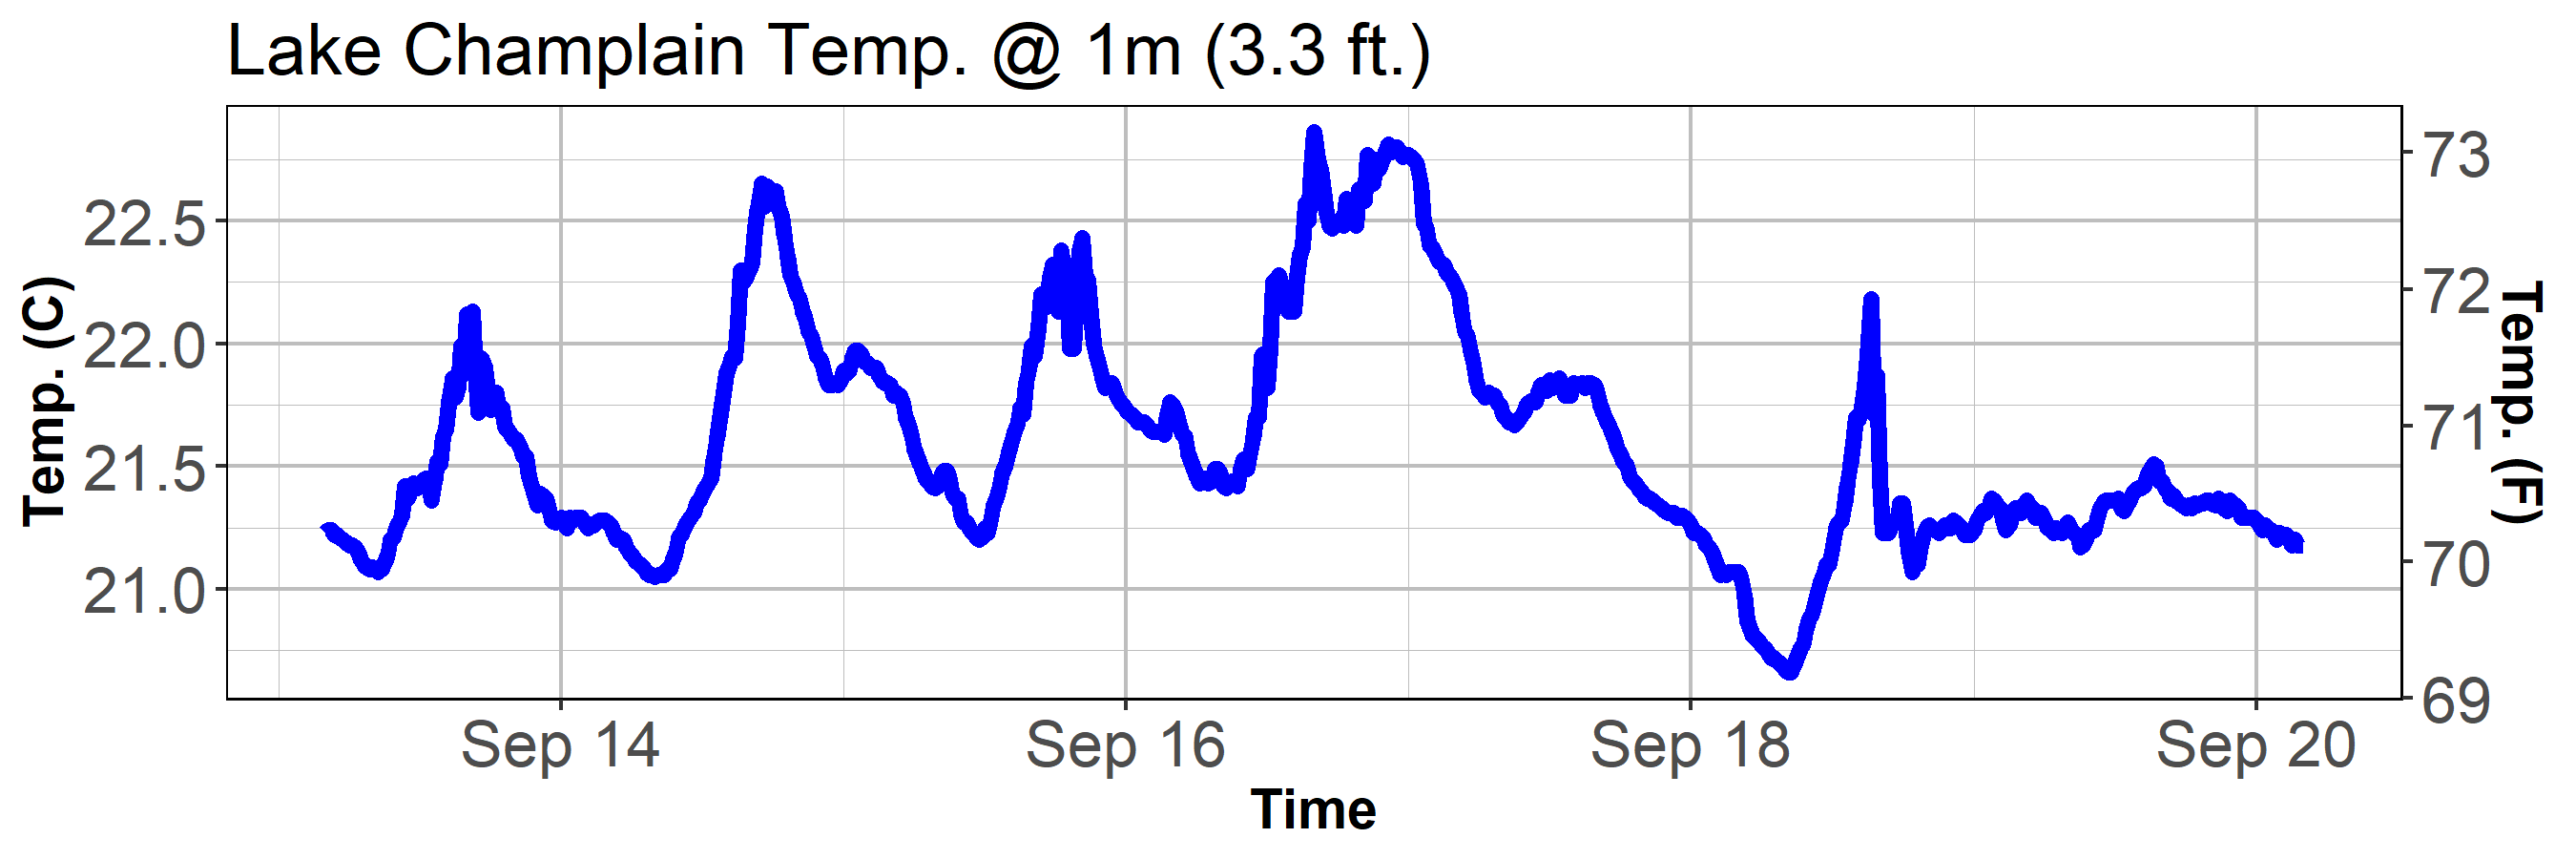 Lake Champlain Temp. @ 1m (3.3 ft.)
Temp. (C)
22.5
22.0
21.5
21.0
73
72
71
70
69
Temp. (F)
Sep 14 Sep 16 Sep 18 Sep 20
Time